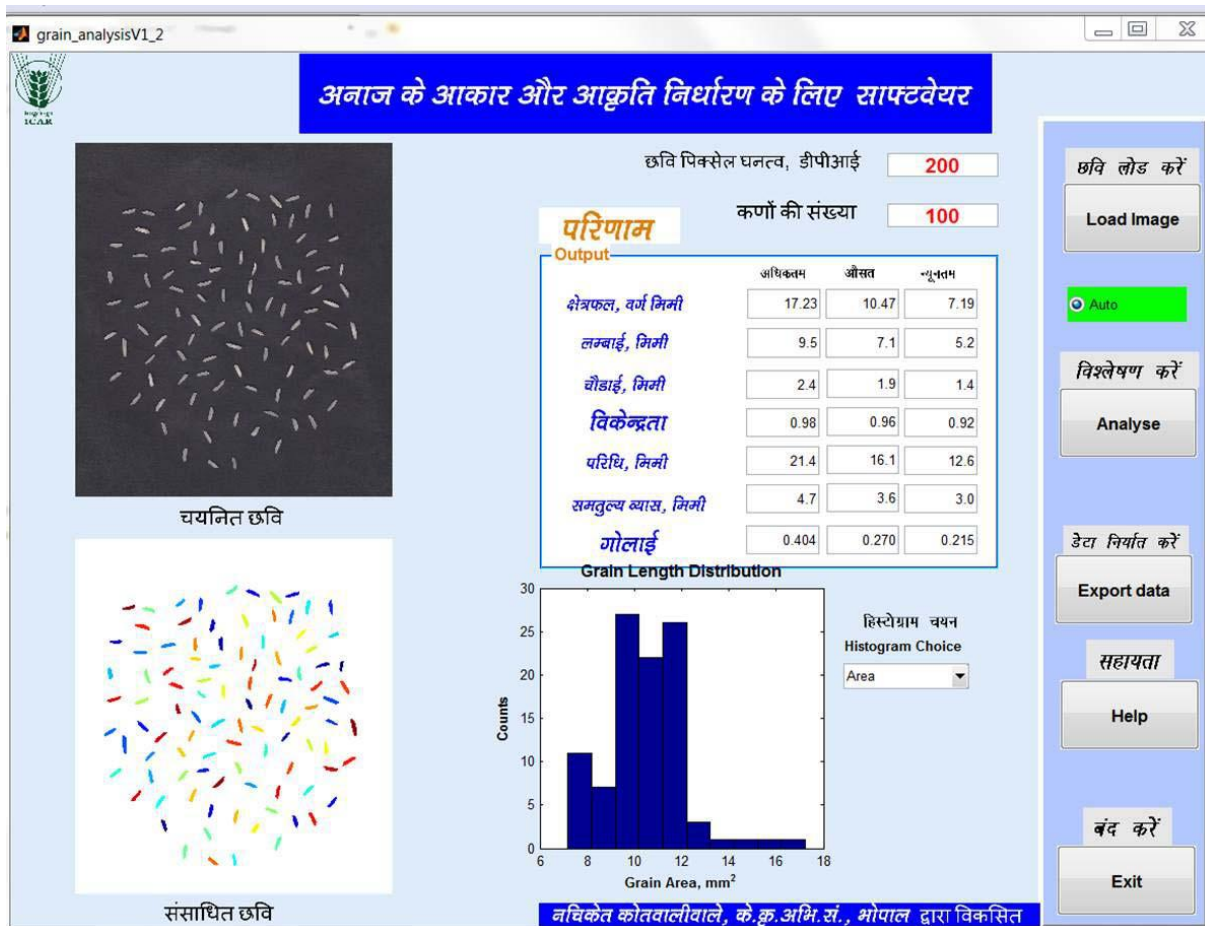 grain_analysisV1_2
ICAR
अनाज के आकार और आकृति निर्धारण के लिए साफ्टवेयर
छवि पिक्सेल घनत्व, डीपीआई 200
कणों की संख्या 100
परिणाम
Output
अधिकतम औसत न्यूनतम
क्षेत्रफल, वर्ग मिमी 17.23 10.47 7.19
लम्बाई, मिमी 9.5 7.1 5.2
चौडाई, मिमी 2.4 1.9 1.4
विकेन्द्रता 0.98 0.96 0.92
परिधि, मिमी 21.4 16.1 12.6
समतुल्य व्यास, मिमी 4.7 3.6 3.0
गोलाई 0.404 0.270 0.215
चयनित छवि
संसाधित छवि
Grain Length Distribution
Counts
30
25
20
15
10
5
0
6 8 10 12 14 16 18
Grain Area, mm²
हिस्टोग्राम चयन
Histogram Choice
Area
छवि लोड करें
Load Image
Auto
विश्लेषण करें
Analyse
डेटा निर्यात करें
Export data
सहायता
Help
बंद करें
Exit
नचिकेत कोतवालीवाले, के.कृ.अभि.सं., भोपाल द्वारा विकसित